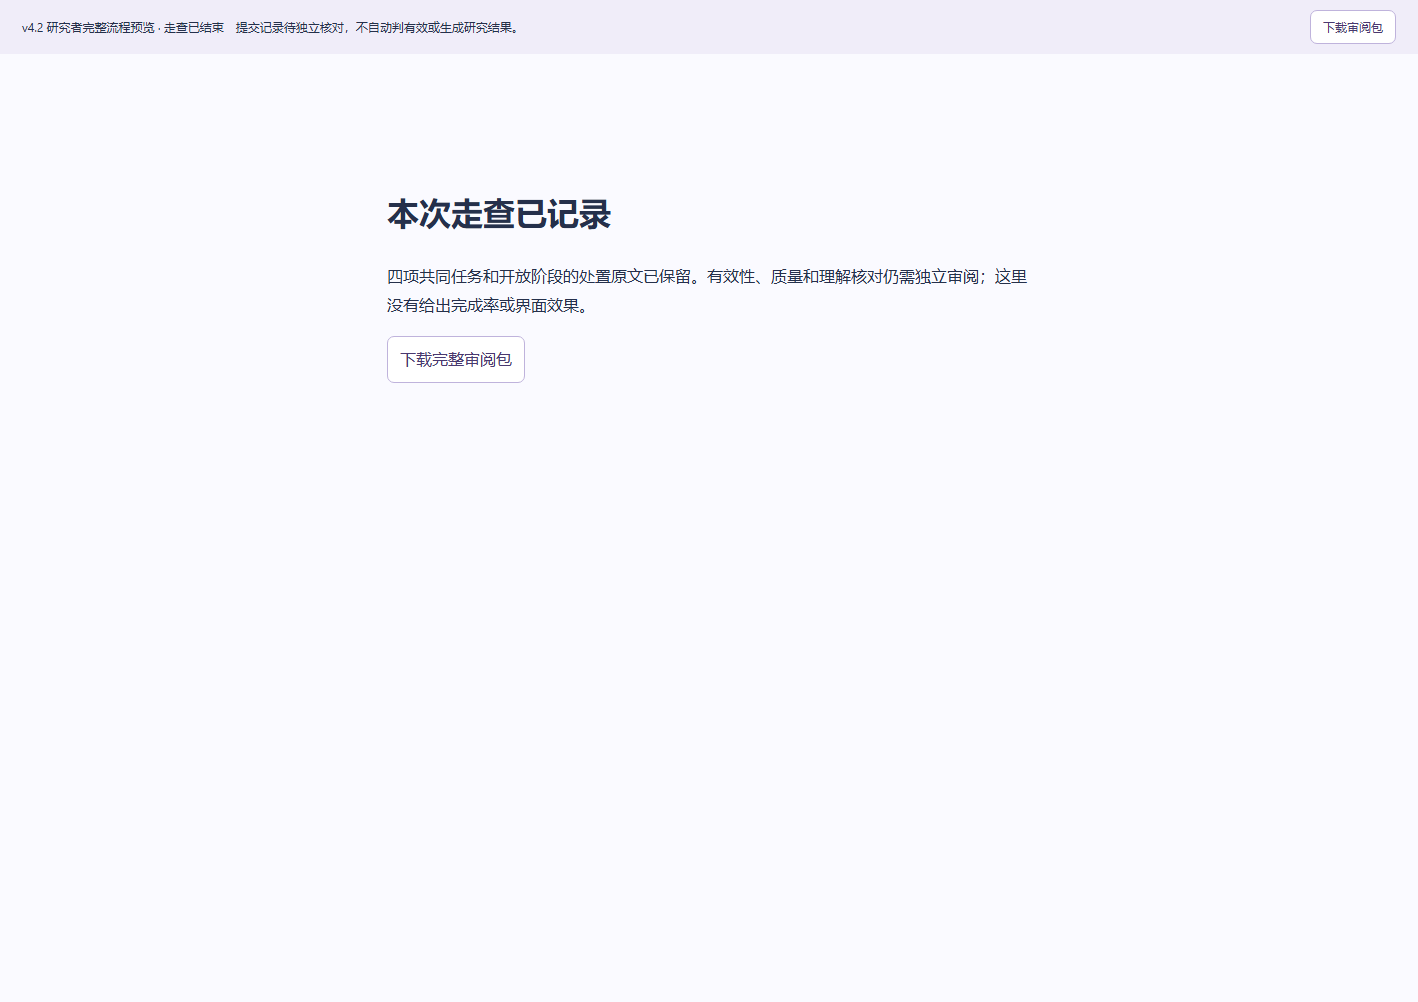 v4.2 研究者完整流程预览 · 走查已结束 提交记录待独立核对，不自动判有效或生成研究结果。
下载审阅包
本次走查已记录
四项共同任务和开放阶段的处置原文已保留。有效性、质量和理解核对仍需独立审阅；这里
没有给出完成率或界面效果。
下载完整审阅包